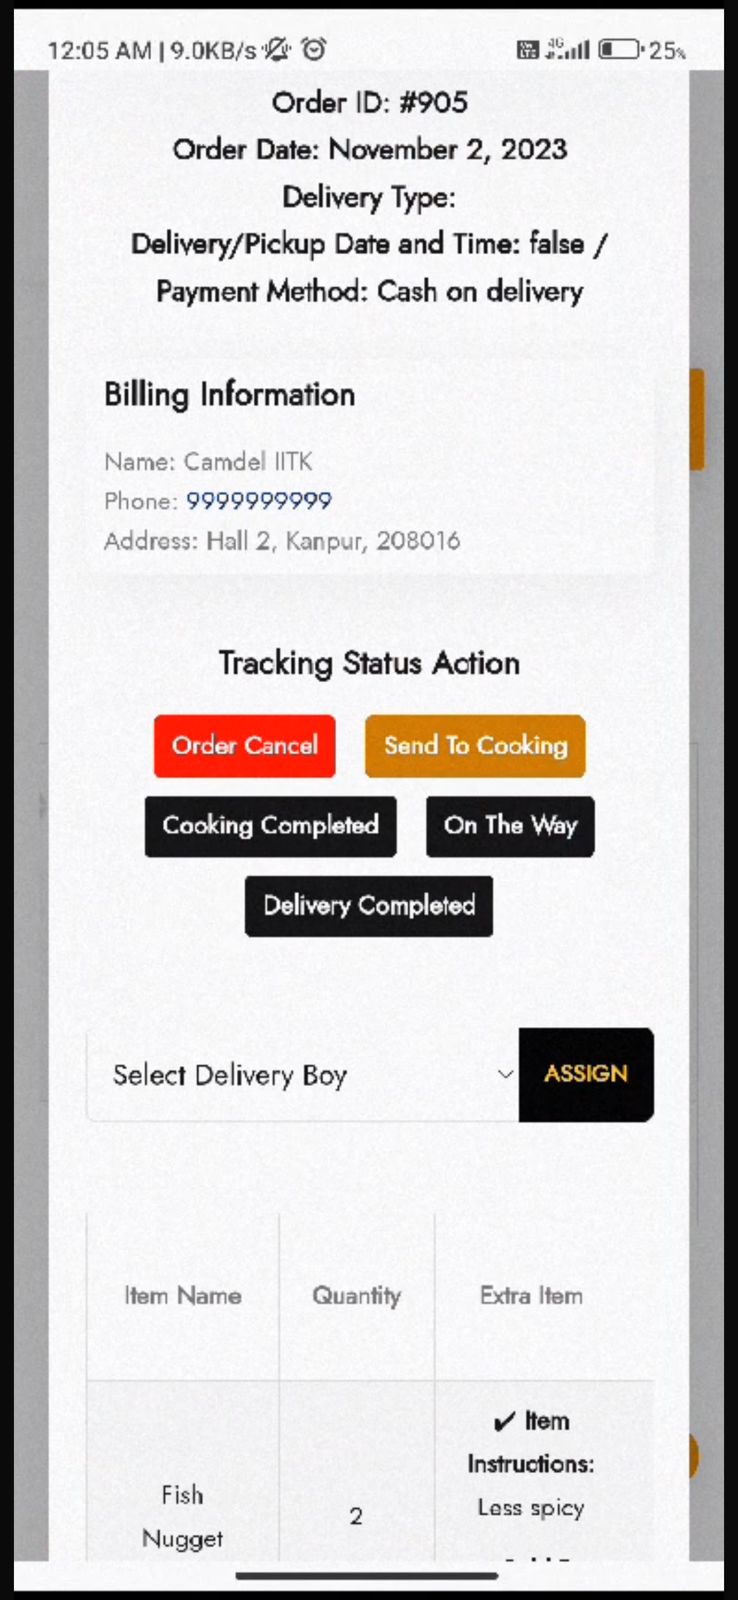 12:05 AM | 9.0KB/s 4G 25%
Order ID: #905
Order Date: November 2, 2023
Delivery Type:
Delivery/Pickup Date and Time: false /
Payment Method: Cash on delivery
Billing Information
Name: Camdel IITK
Phone: 9999999999
Address: Hall 2, Kanpur, 208016
Tracking Status Action
Order Cancel Send To Cooking
Cooking Completed On The Way
Delivery Completed
Select Delivery Boy ASSIGN
Item Name Quantity Extra Item
✔ Item
Instructions:
Less spicy
Fish
Nugget
2